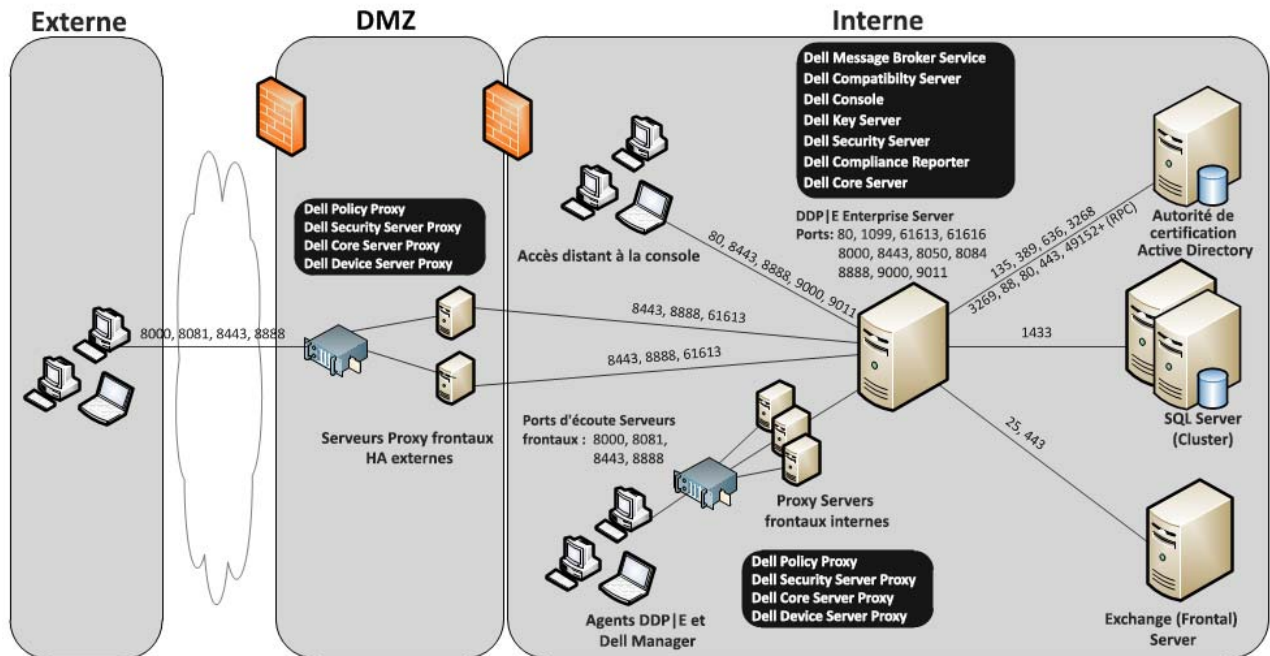 Externe
DMZ
Interne
Dell Message Broker Service
Dell Compatibilty Server
Dell Console
Dell Key Server
Dell Security Server
Dell Compliance Reporter
Dell Core Server
Dell Policy Proxy
Dell Security Server Proxy
Dell Core Server Proxy
Dell Device Server Proxy
DDP|E Enterprise Server
Ports: 80, 1099, 61613, 61616
8000, 8443, 8050, 8084
8888, 9000, 9011
Accès distant à la console
80, 8443, 8888, 9000, 9011
135, 389, 636, 3268
3269, 88, 80, 443, 49152+ (RPC)
Autorité de
certification
Active Directory
8000, 8081, 8443, 8888
8443, 8888, 61613
8443, 8888, 61613
1433
SQL Server
(Cluster)
Serveurs Proxy frontaux
HA externes
Ports d'écoute Serveurs
frontaux : 8000, 8081,
8443, 8888
25, 443
Proxy Servers
frontaux internes
Dell Policy Proxy
Dell Security Server Proxy
Dell Core Server Proxy
Dell Device Server Proxy
Agents DDP|E et
Dell Manager
Exchange (Frontal)
Server